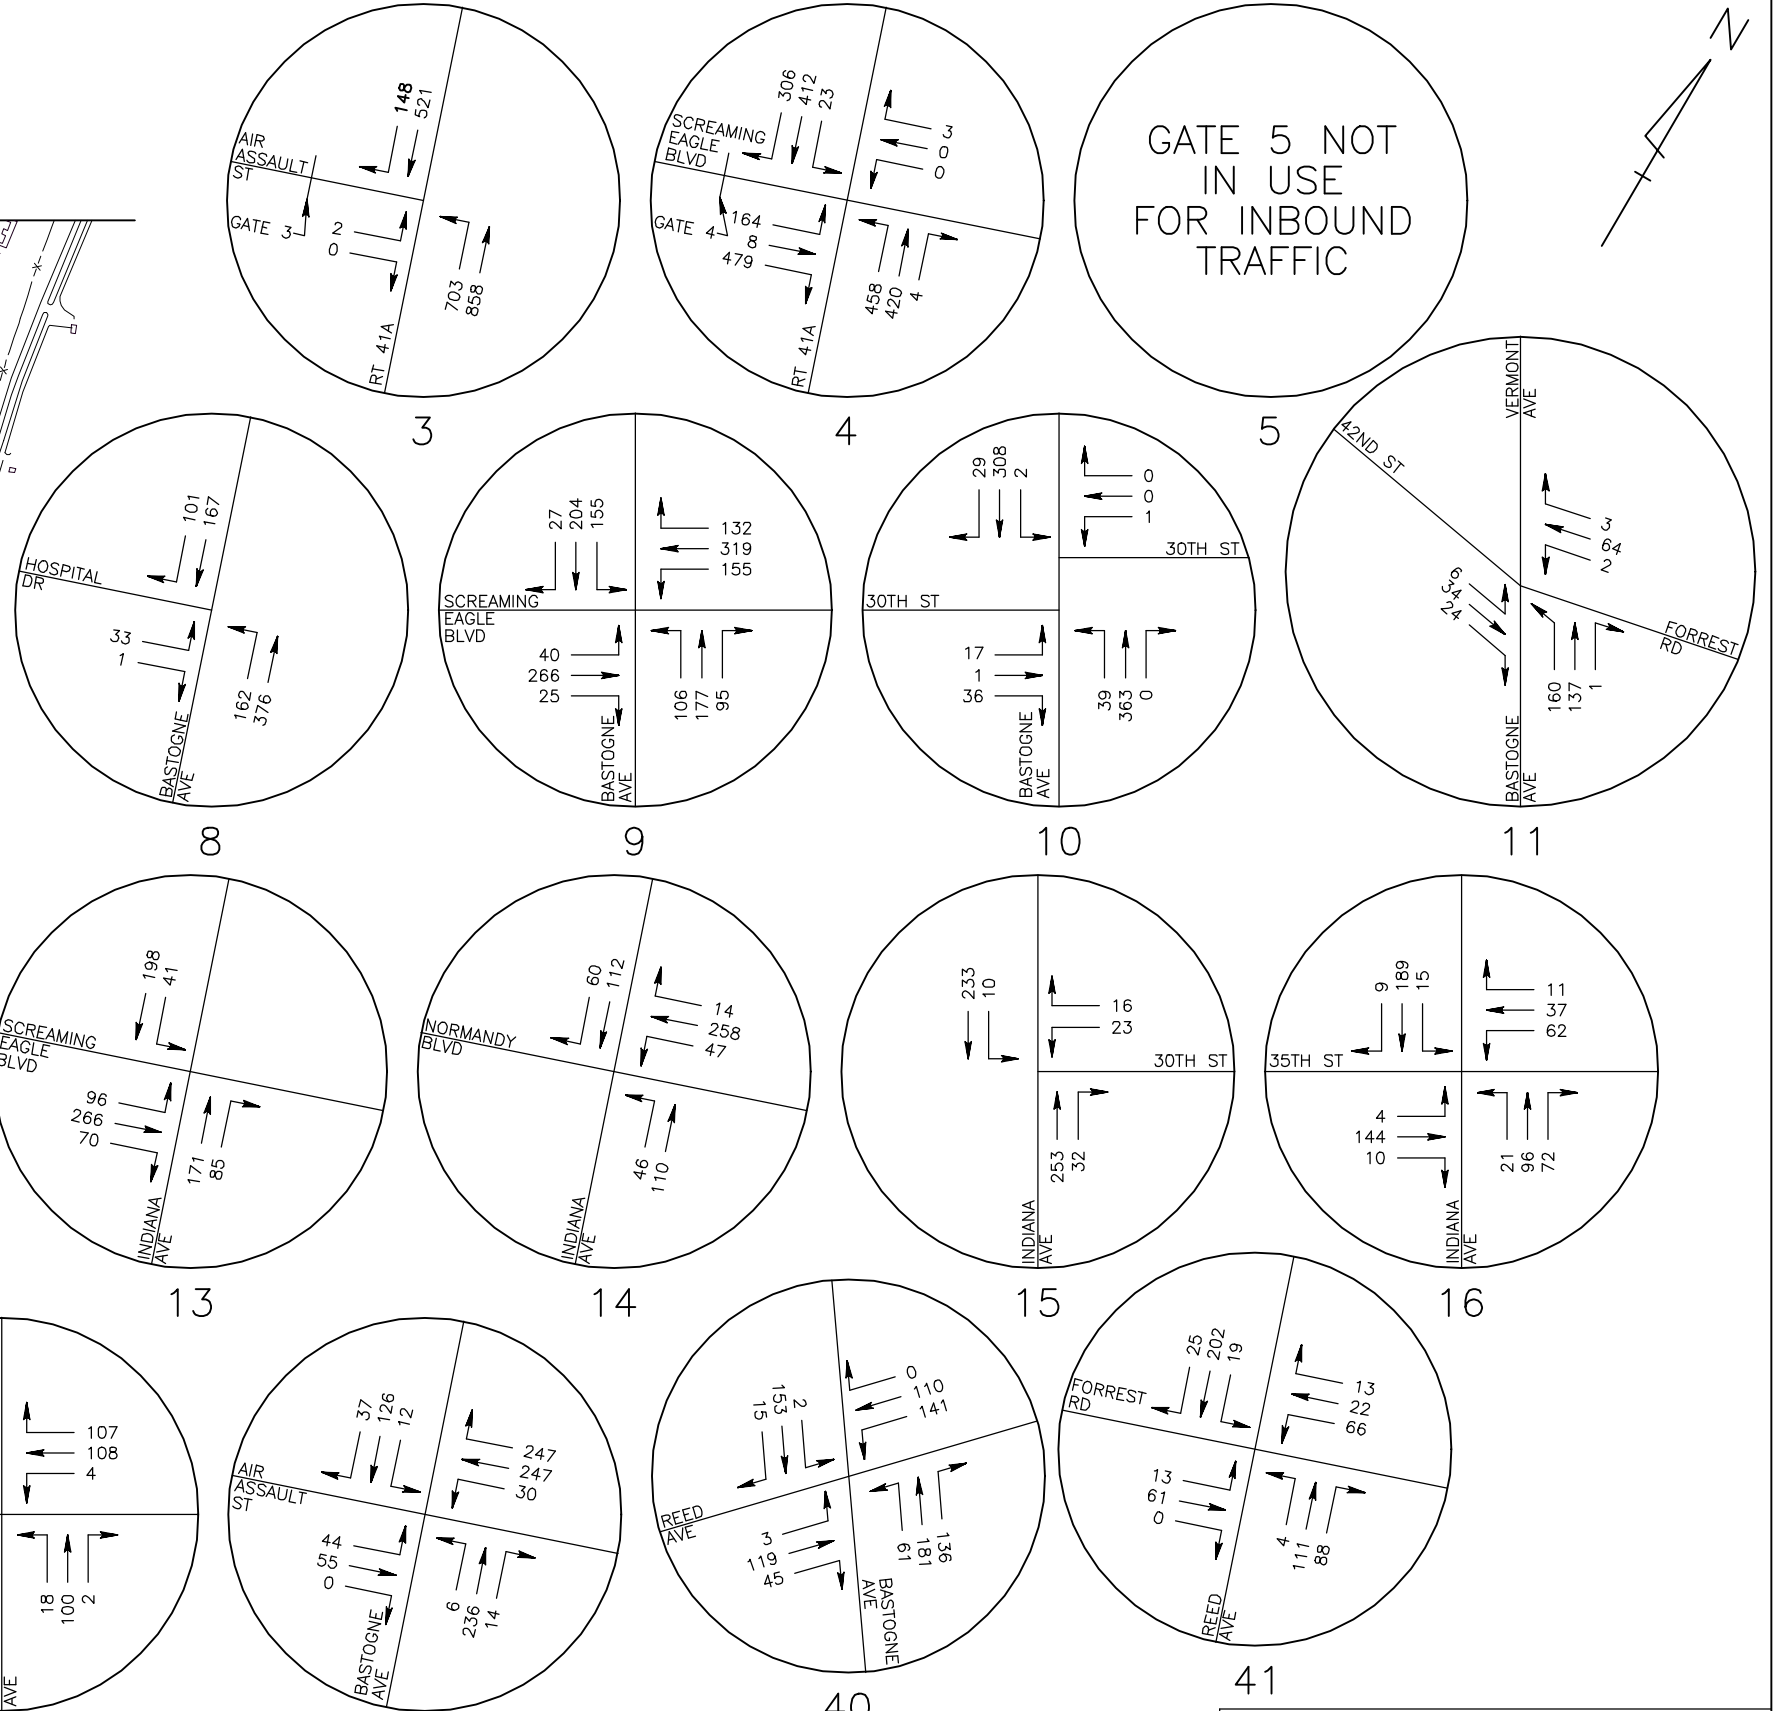 N
148
521
AIR
ASSAULT
ST
GATE 3
2
0
703
858
RT 41A
3
306
412
23
SCREAMING
EAGLE
BLVD
3
0
0
GATE 4
164
8
479
458
420
4
RT 41A
4
GATE 5 NOT
IN USE
FOR INBOUND
TRAFFIC
5
101
167
HOSPITAL
DR
33
1
162
376
BASTOGNE
AVE
8
27
204
155
132
319
155
SCREAMING
EAGLE
BLVD
40
266
25
106
177
95
BASTOGNE
AVE
9
29
308
2
0
0
1
30TH ST
30TH ST
17
1
36
39
363
0
BASTOGNE
AVE
10
VERMONT
AVE
42ND ST
3
64
2
6
34
24
FORREST
RD
160
137
1
BASTOGNE
AVE
11
198
41
SCREAMING
EAGLE
BLVD
96
266
70
171
85
INDIANA
AVE
13
60
112
14
258
47
NORMANDY
BLVD
46
110
INDIANA
AVE
14
233
10
16
23
30TH ST
253
32
INDIANA
AVE
15
9
189
15
11
37
62
35TH ST
4
144
10
21
96
72
INDIANA
AVE
16
107
108
4
18
100
2
AVE
37
126
12
247
247
30
AIR
ASSAULT
ST
44
55
0
6
236
14
BASTOGNE
AVE
15
153
2
0
110
141
REED
AVE
3
119
45
61
181
136
BASTOGNE
AVE
40
25
202
19
13
22
66
FORREST
RD
13
61
0
4
111
88
REED
AVE
41